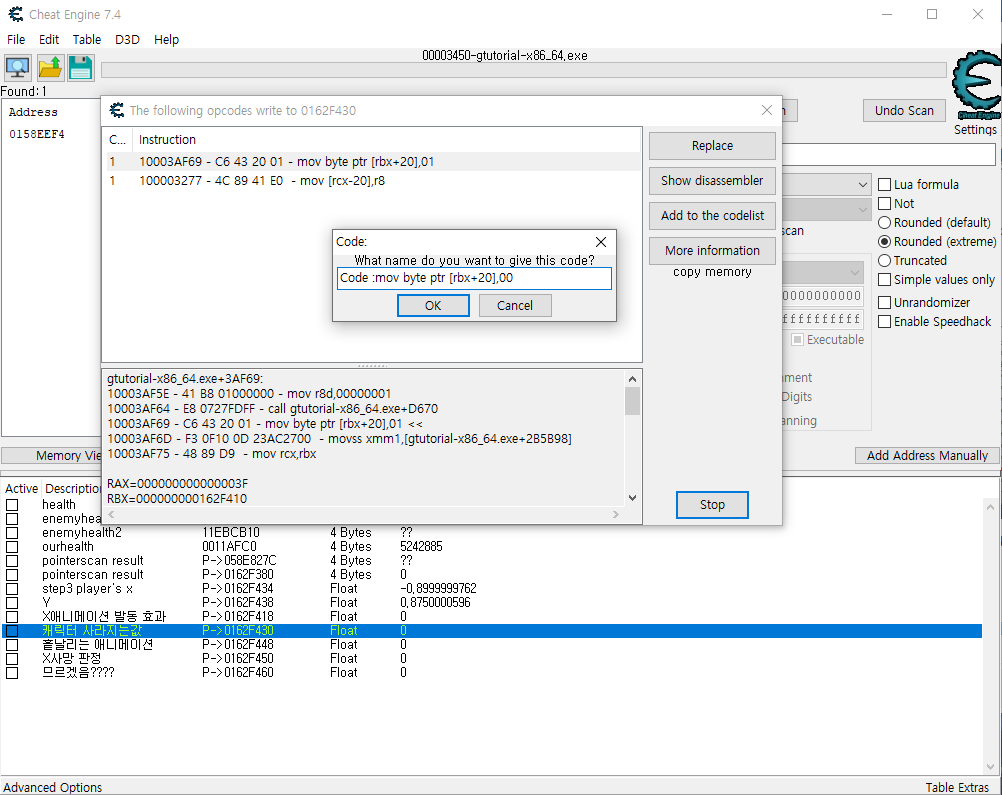 Cheat Engine 7.4
File Edit Table D3D Help
00003450-gtutorial-x86_64.exe
Found: 1
Address
0158EEF4
Undo Scan
Cheat Engine
Settings
Lua formula
Not
Rounded (default)
Rounded (extreme)
Truncated
Simple values only
Unrandomizer
Enable Speedhack
scan
0000000000
ffffffffff
Executable
Digits
The following opcodes write to 0162F430
C... Instruction
1 10003AF69 - C6 43 20 01 - mov byte ptr [rbx+20],01
1 100003277 - 4C 89 41 E0 - mov [rcx-20],r8
Replace
Show disassembler
Add to the codelist
More information
copy memory
Stop
Code:
What name do you want to give this code?
Code :mov byte ptr [rbx+20],00
OK Cancel
gtutorial-x86_64.exe+3AF69:
10003AF5E - 41 B8 01000000 - mov r8d,00000001
10003AF64 - E8 0727FDFF - call gtutorial-x86_64.exe+D670
10003AF69 - C6 43 20 01 - mov byte ptr [rbx+20],01 <<
10003AF6D - F3 0F10 0D 23AC2700 - movss xmm1,[gtutorial-x86_64.exe+2B5B98]
10003AF75 - 48 89 D9 - mov rcx,rbx
RAX=000000000000003F
RBX=000000000162F410
Memory Vie
Add Address Manually
Active Description
health
enemyhea
enemyhealth2 11EBCB10 4 Bytes ??
ourhealth 0011AFC0 4 Bytes 5242885
pointerscan result P->058E827C 4 Bytes ??
pointerscan result P->0162F380 4 Bytes 0
step3 player's x P->0162F434 Float -0,8999999762
Y P->0162F438 Float 0,8750000596
X애니메이션 발동 효과 P->0162F418 Float 0
캐릭터 사라지는값 P->0162F430 Float 0
흩날리는 애니메이션 P->0162F448 Float 0
X사망 판정 P->0162F450 Float 0
므르겠음???? P->0162F460 Float 0
Advanced Options
Table Extras